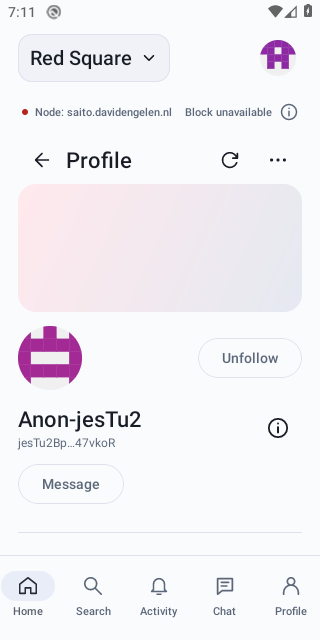 7:11
Red Square
Node: saito.davidengelen.nl Block unavailable
Profile
Unfollow
Anon-jesTu2
jesTu2Bp...47vkoR
Message
Home Search Activity Chat Profile